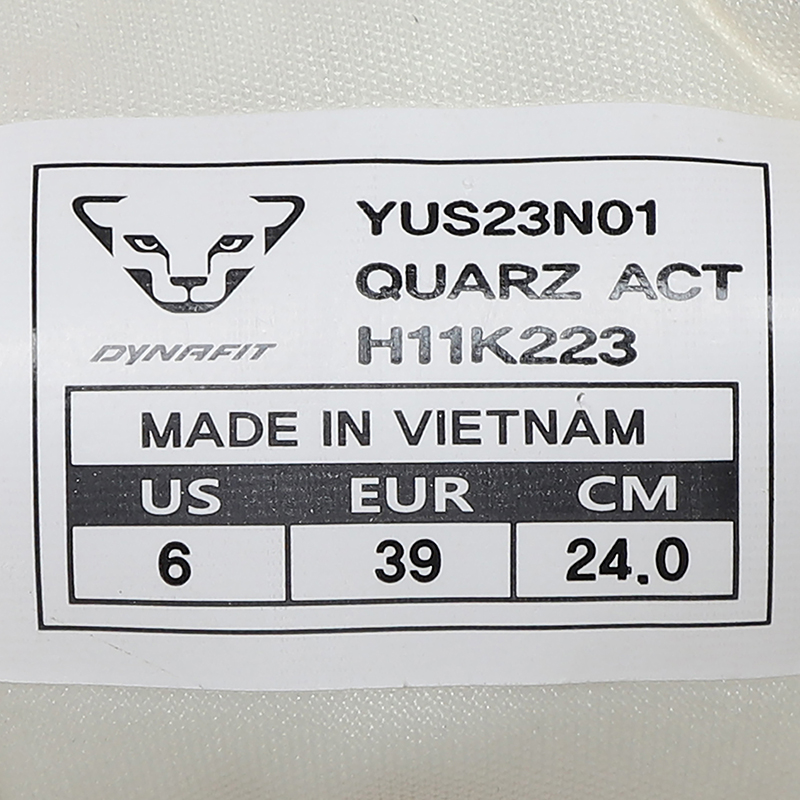 YUS23N01
QUARZ ACT
DYNAFIT
H11K223
MADE IN VIETNAM
US EUR CM
6 39 24.0